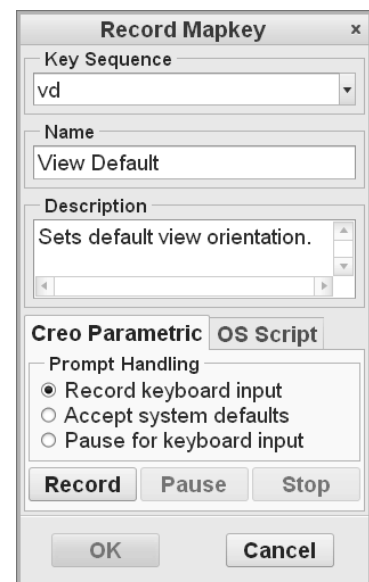 Record Mapkey x
Key Sequence
vd
Name
View Default
Description
Sets default view orientation.
Creo Parametric OS Script
Prompt Handling
Record keyboard input
Accept system defaults
Pause for keyboard input
Record Pause Stop
OK Cancel